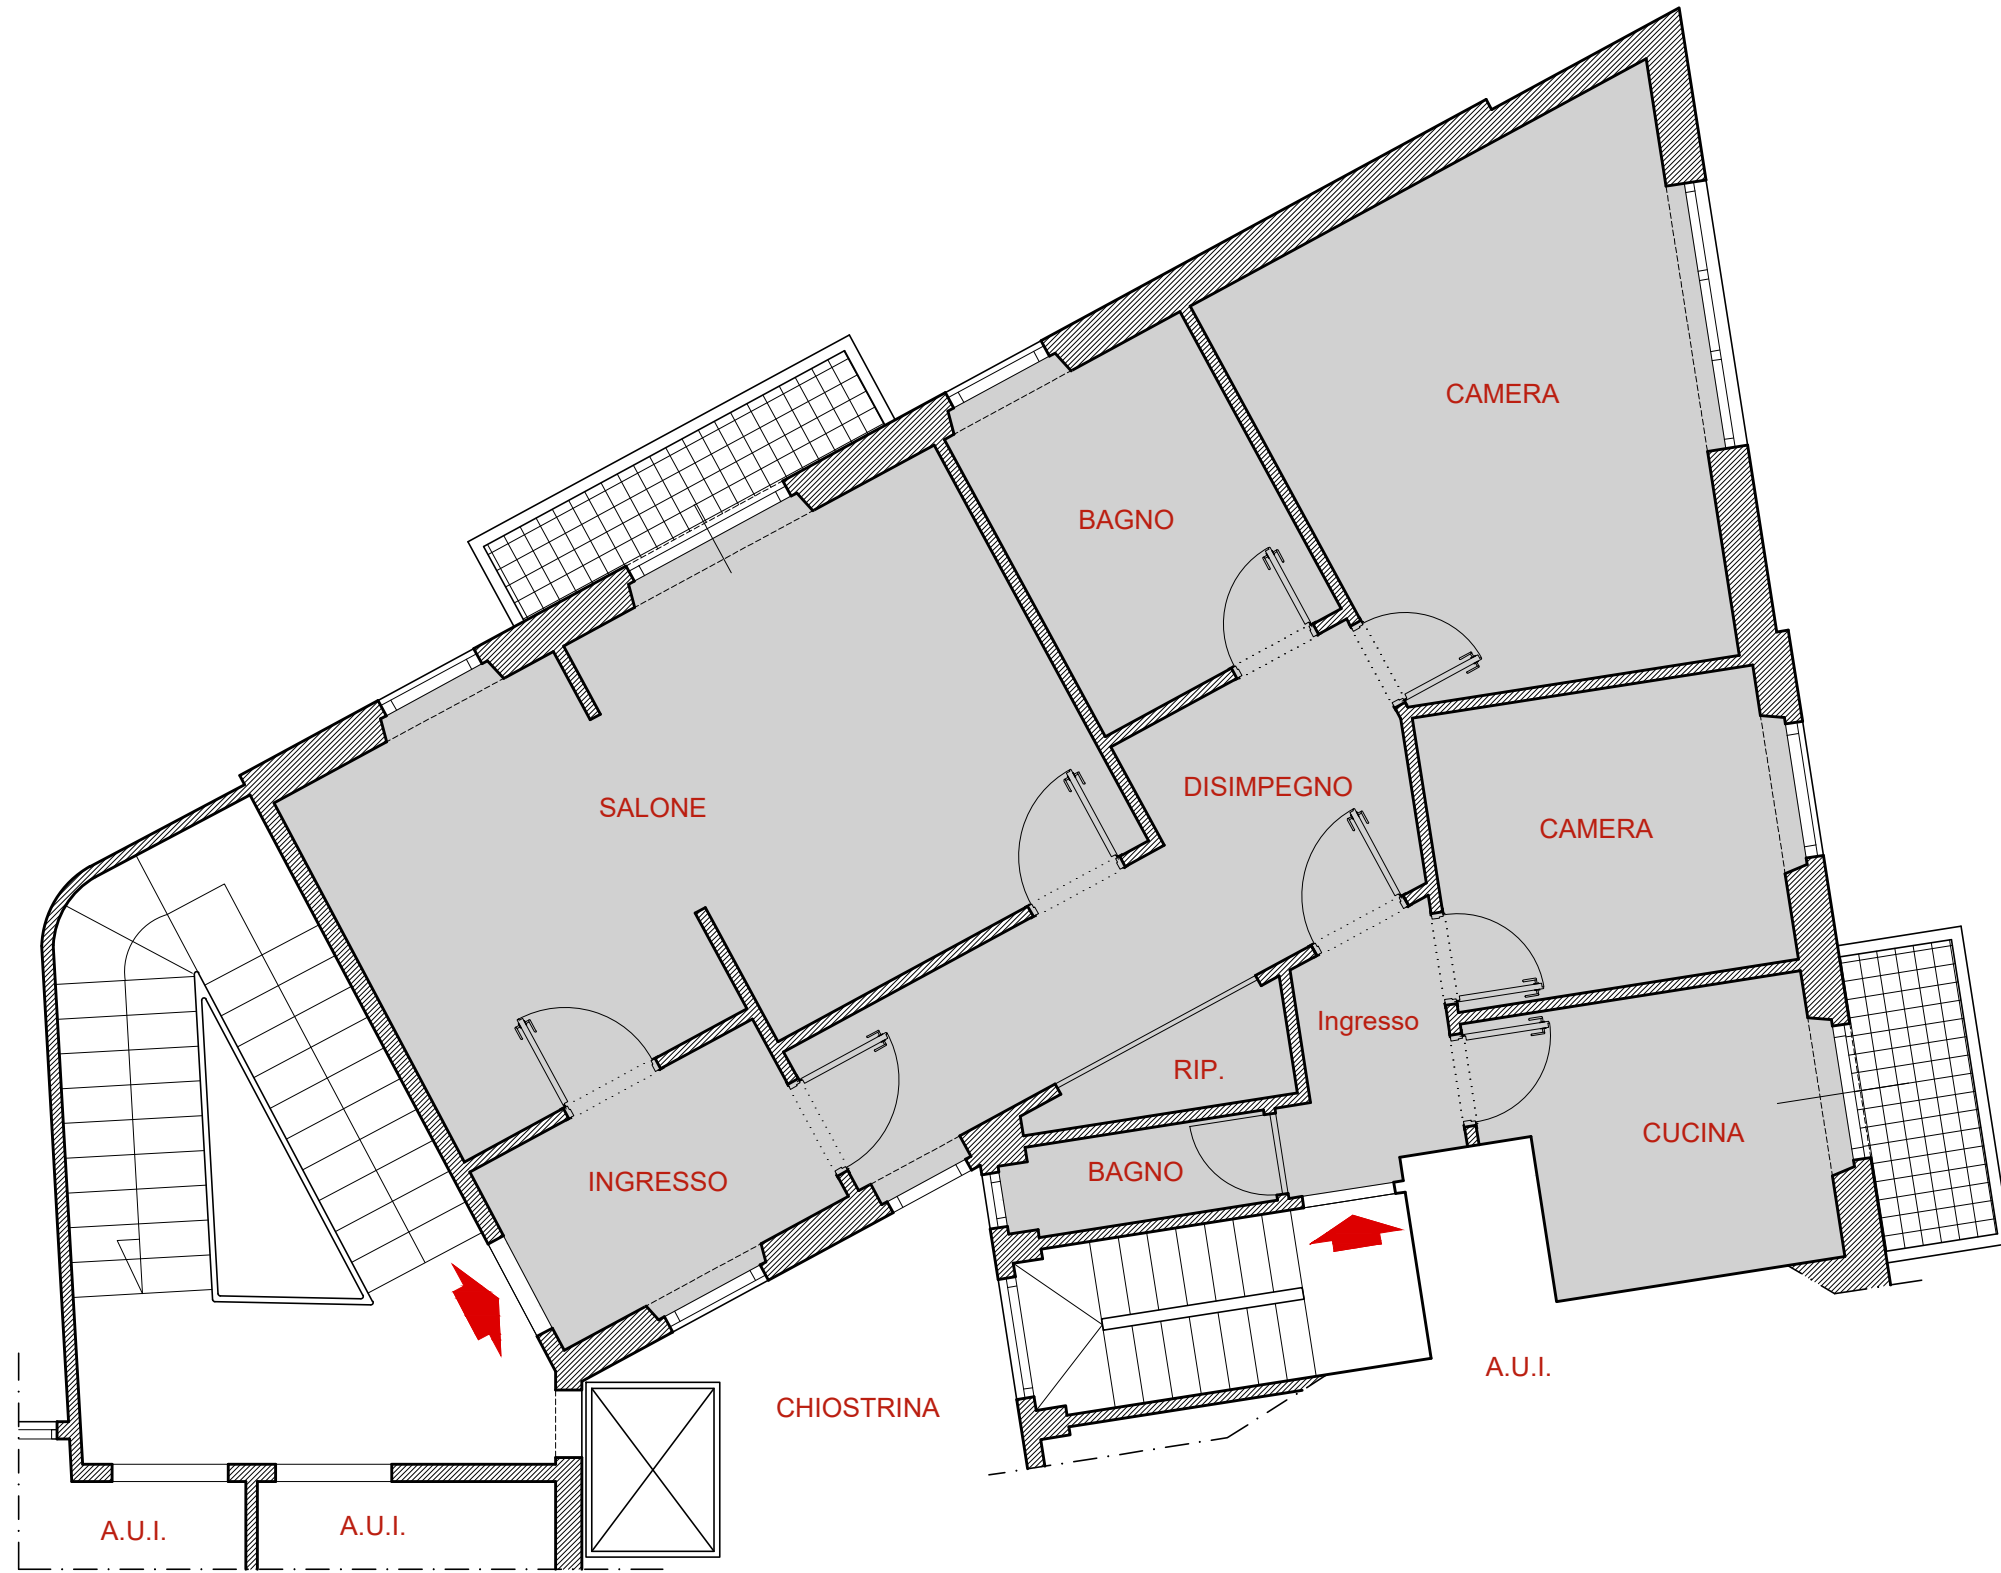 CAMERA
BAGNO
DISIMPEGNO
SALONE
CAMERA
Ingresso
RIP.
CUCINA
BAGNO
INGRESSO
A.U.I.
CHIOSTRINA
A.U.I.
A.U.I.